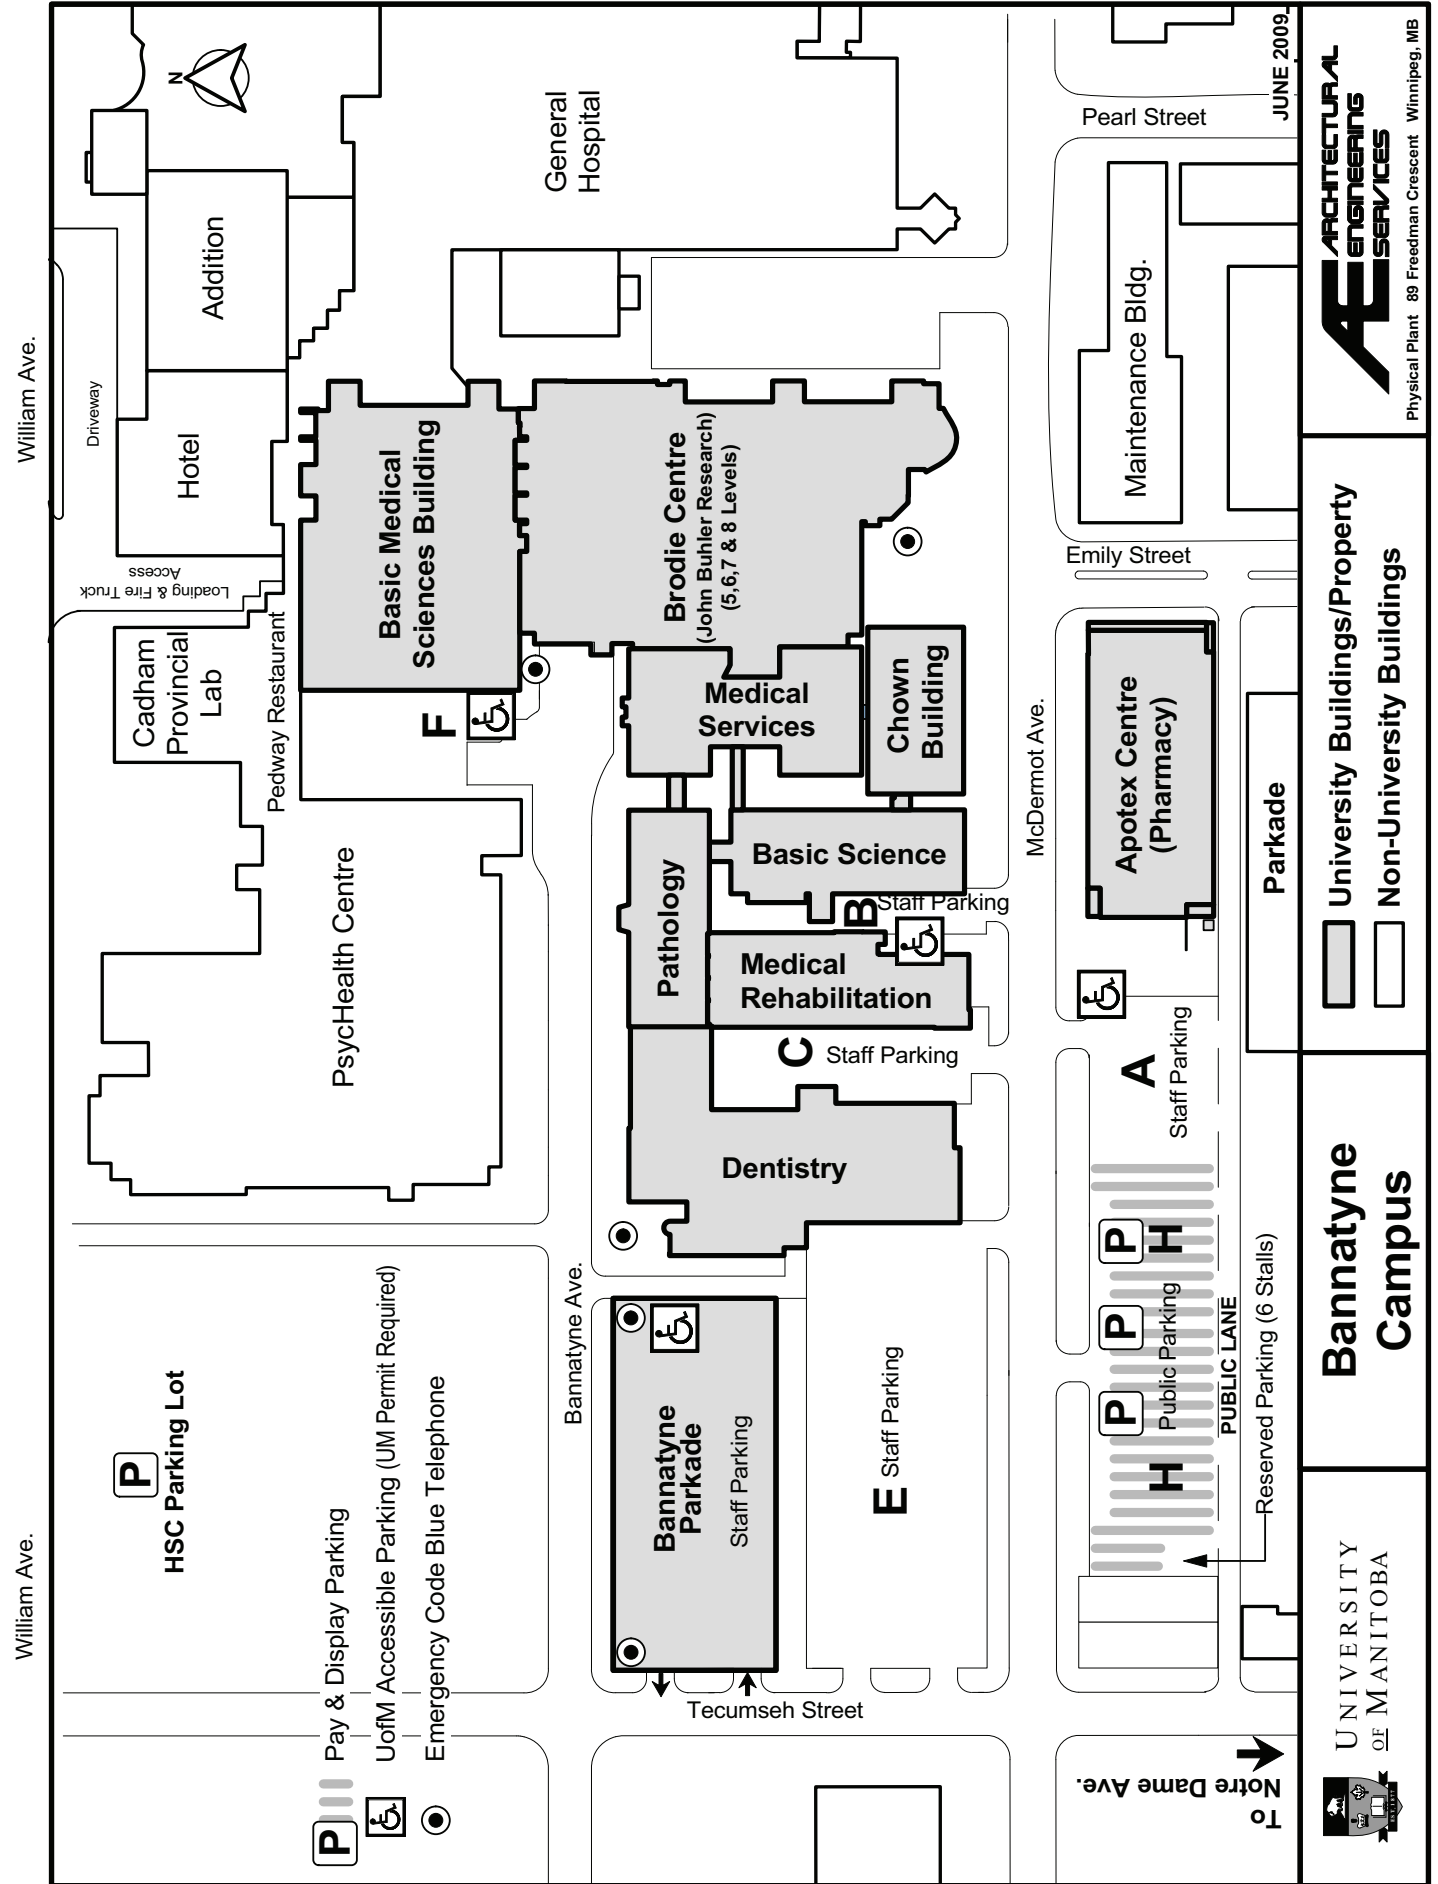 William Ave.
William Ave.
N
Driveway
Loading & Fire Truck
Access
Hotel
Addition
General
Hospital
Cadham
Provincial
Lab
Pedway Restaurant
PsycHealth Centre
P
HSC Parking Lot
P
Pay & Display Parking
UofM Accessible Parking (UM Permit Required)
Emergency Code Blue Telephone
Basic Medical
Sciences Building
F
Brodie Centre
(John Buhler Research)
(5,6,7 & 8 Levels)
Medical
Services
Chown
Building
Pathology
Basic Science
B
Staff Parking
Medical
Rehabilitation
C Staff Parking
Dentistry
Bannatyne Ave.
Bannatyne
Parkade
Staff Parking
E Staff Parking
Tecumseh Street
McDermot Ave.
Emily Street
Pearl Street
Maintenance Bldg.
Apotex Centre
(Pharmacy)
Parkade
A
Staff Parking
P
P
P
H
H
Public Parking
PUBLIC LANE
Reserved Parking (6 Stalls)
To
Notre Dame Ave.
JUNE 2009
UNIVERSITY
OF MANITOBA
Bannatyne
Campus
University Buildings/Property
Non-University Buildings
AE
ARCHITECTURAL
ENGINEERING
SERVICES
Physical Plant 89 Freedman Crescent Winnipeg, MB